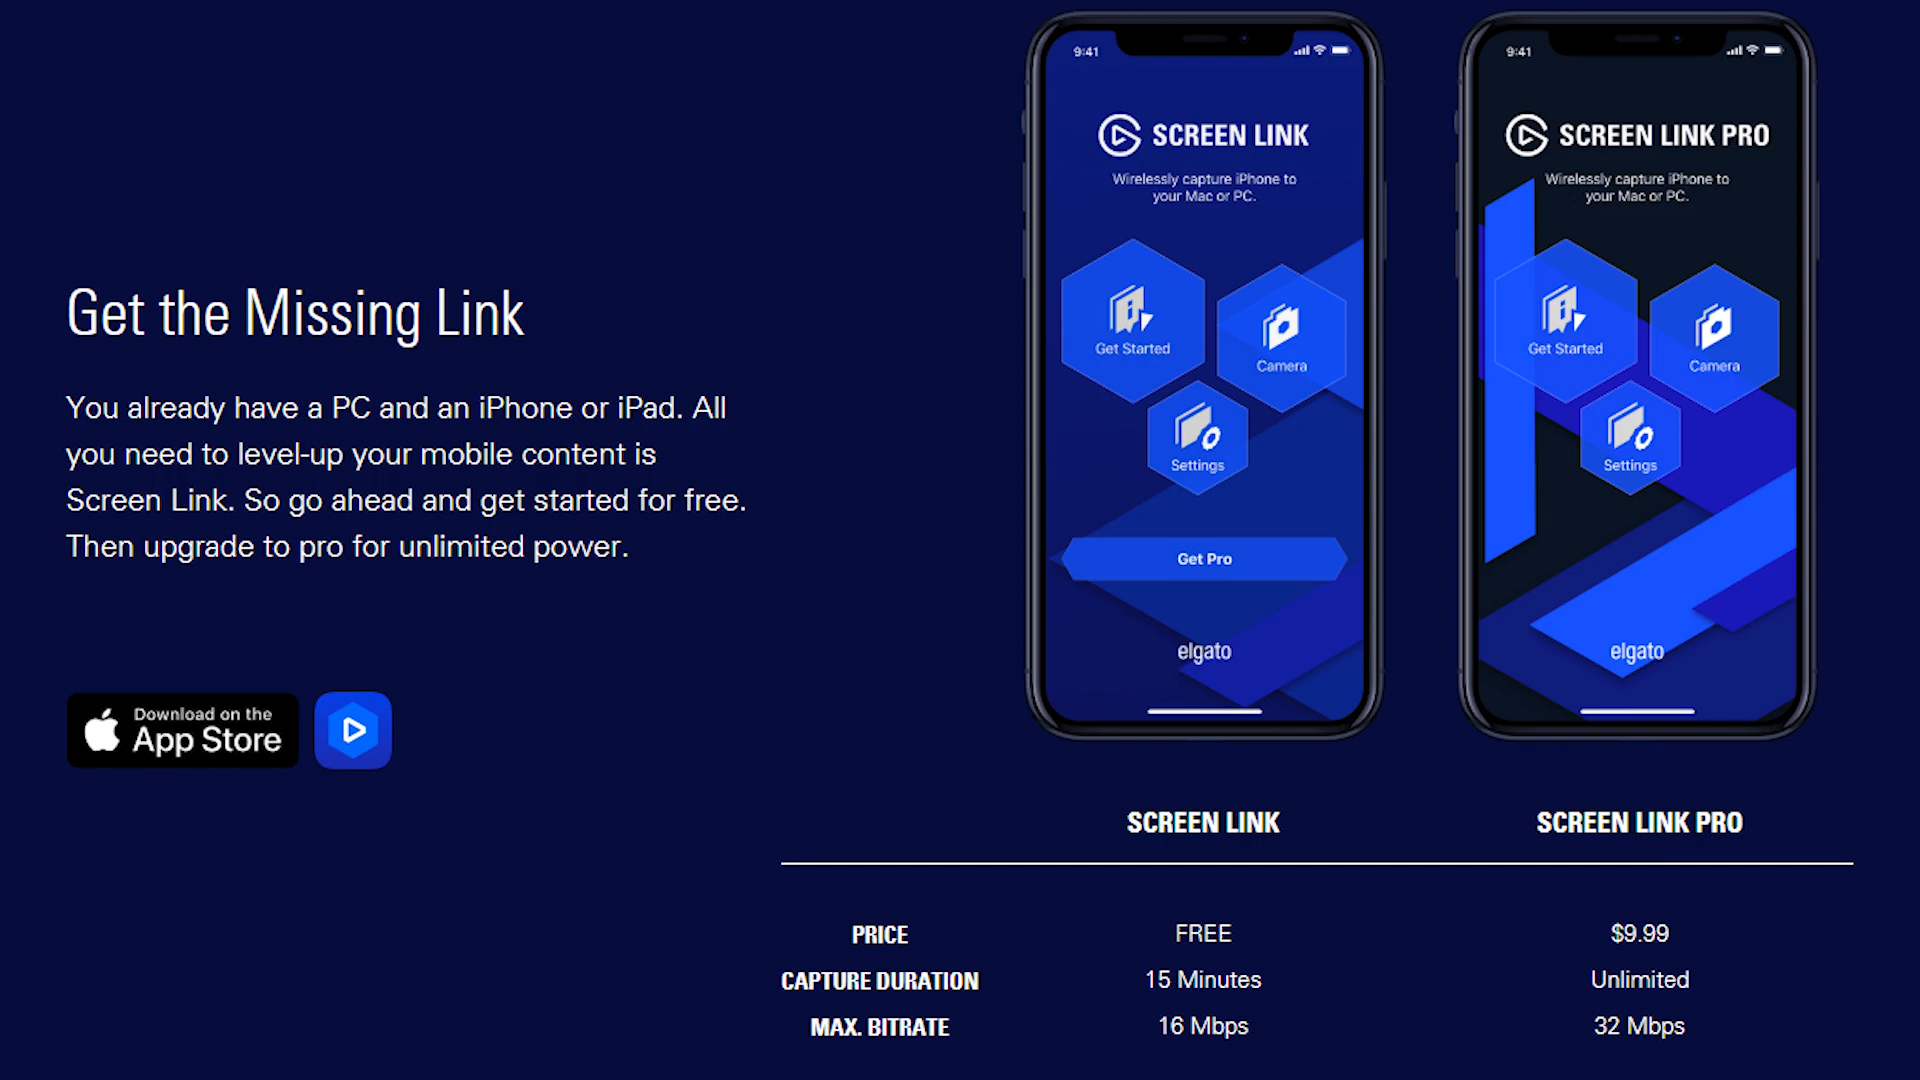 9:41
SCREEN LINK
Wirelessly capture iPhone to
your Mac or PC.
Get Started
Camera
Settings
Get Pro
elgato
9:41
SCREEN LINK PRO
Wirelessly capture iPhone to
your Mac or PC.
Get Started
Camera
Settings
elgato
Get the Missing Link
You already have a PC and an iPhone or iPad. All
you need to level-up your mobile content is
Screen Link. So go ahead and get started for free.
Then upgrade to pro for unlimited power.
Download on the
App Store
SCREEN LINK SCREEN LINK PRO
PRICE FREE $9.99
CAPTURE DURATION 15 Minutes Unlimited
MAX. BITRATE 16 Mbps 32 Mbps